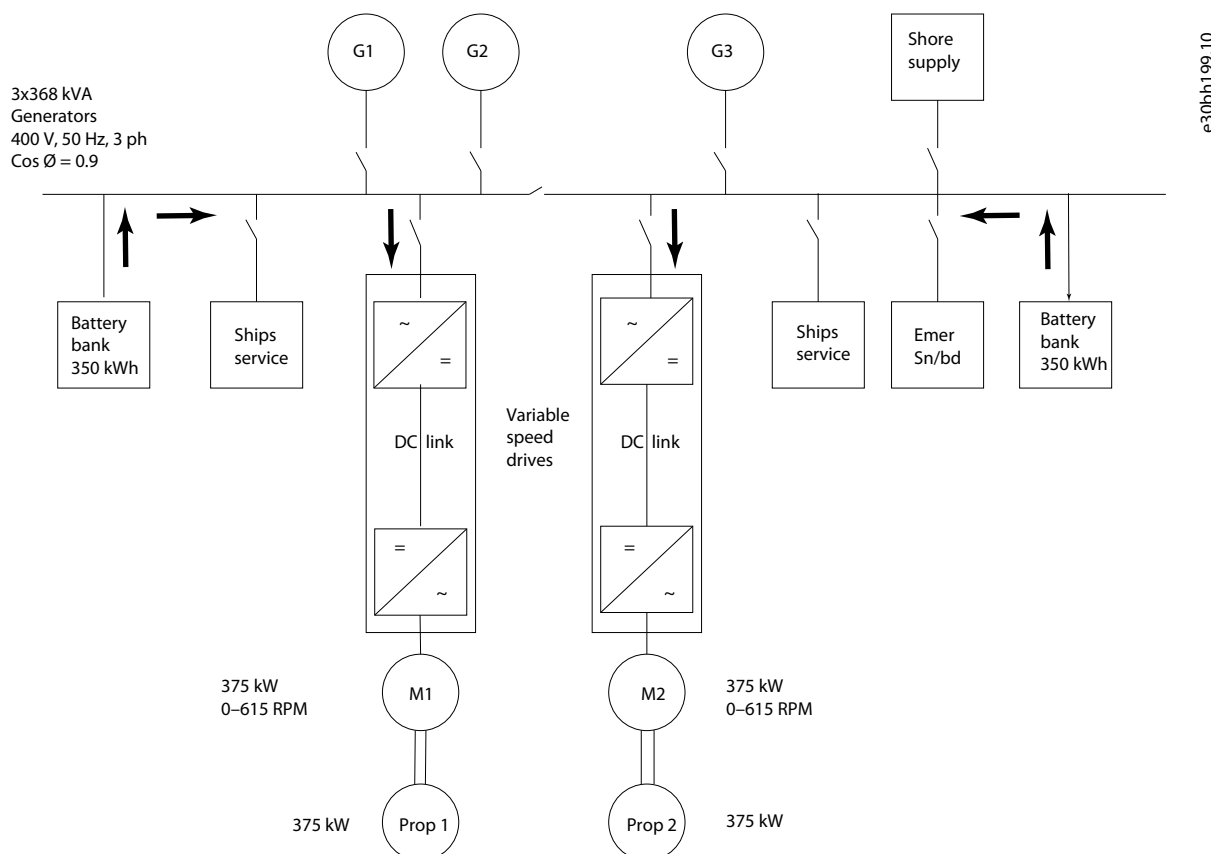 G1
G2
G3
Shore
supply
e30bh199.10
3x368 kVA
Generators
400 V, 50 Hz, 3 ph
Cos Ø = 0.9
Battery
bank
350 kWh
Ships
service
~
=
~
=
Ships
service
Emer
Sn/bd
Battery
bank
350 kWh
DC link
Variable
speed
drives
DC link
=
~
=
~
375 kW
0–615 RPM
M1
M2
375 kW
0–615 RPM
375 kW
Prop 1
Prop 2
375 kW